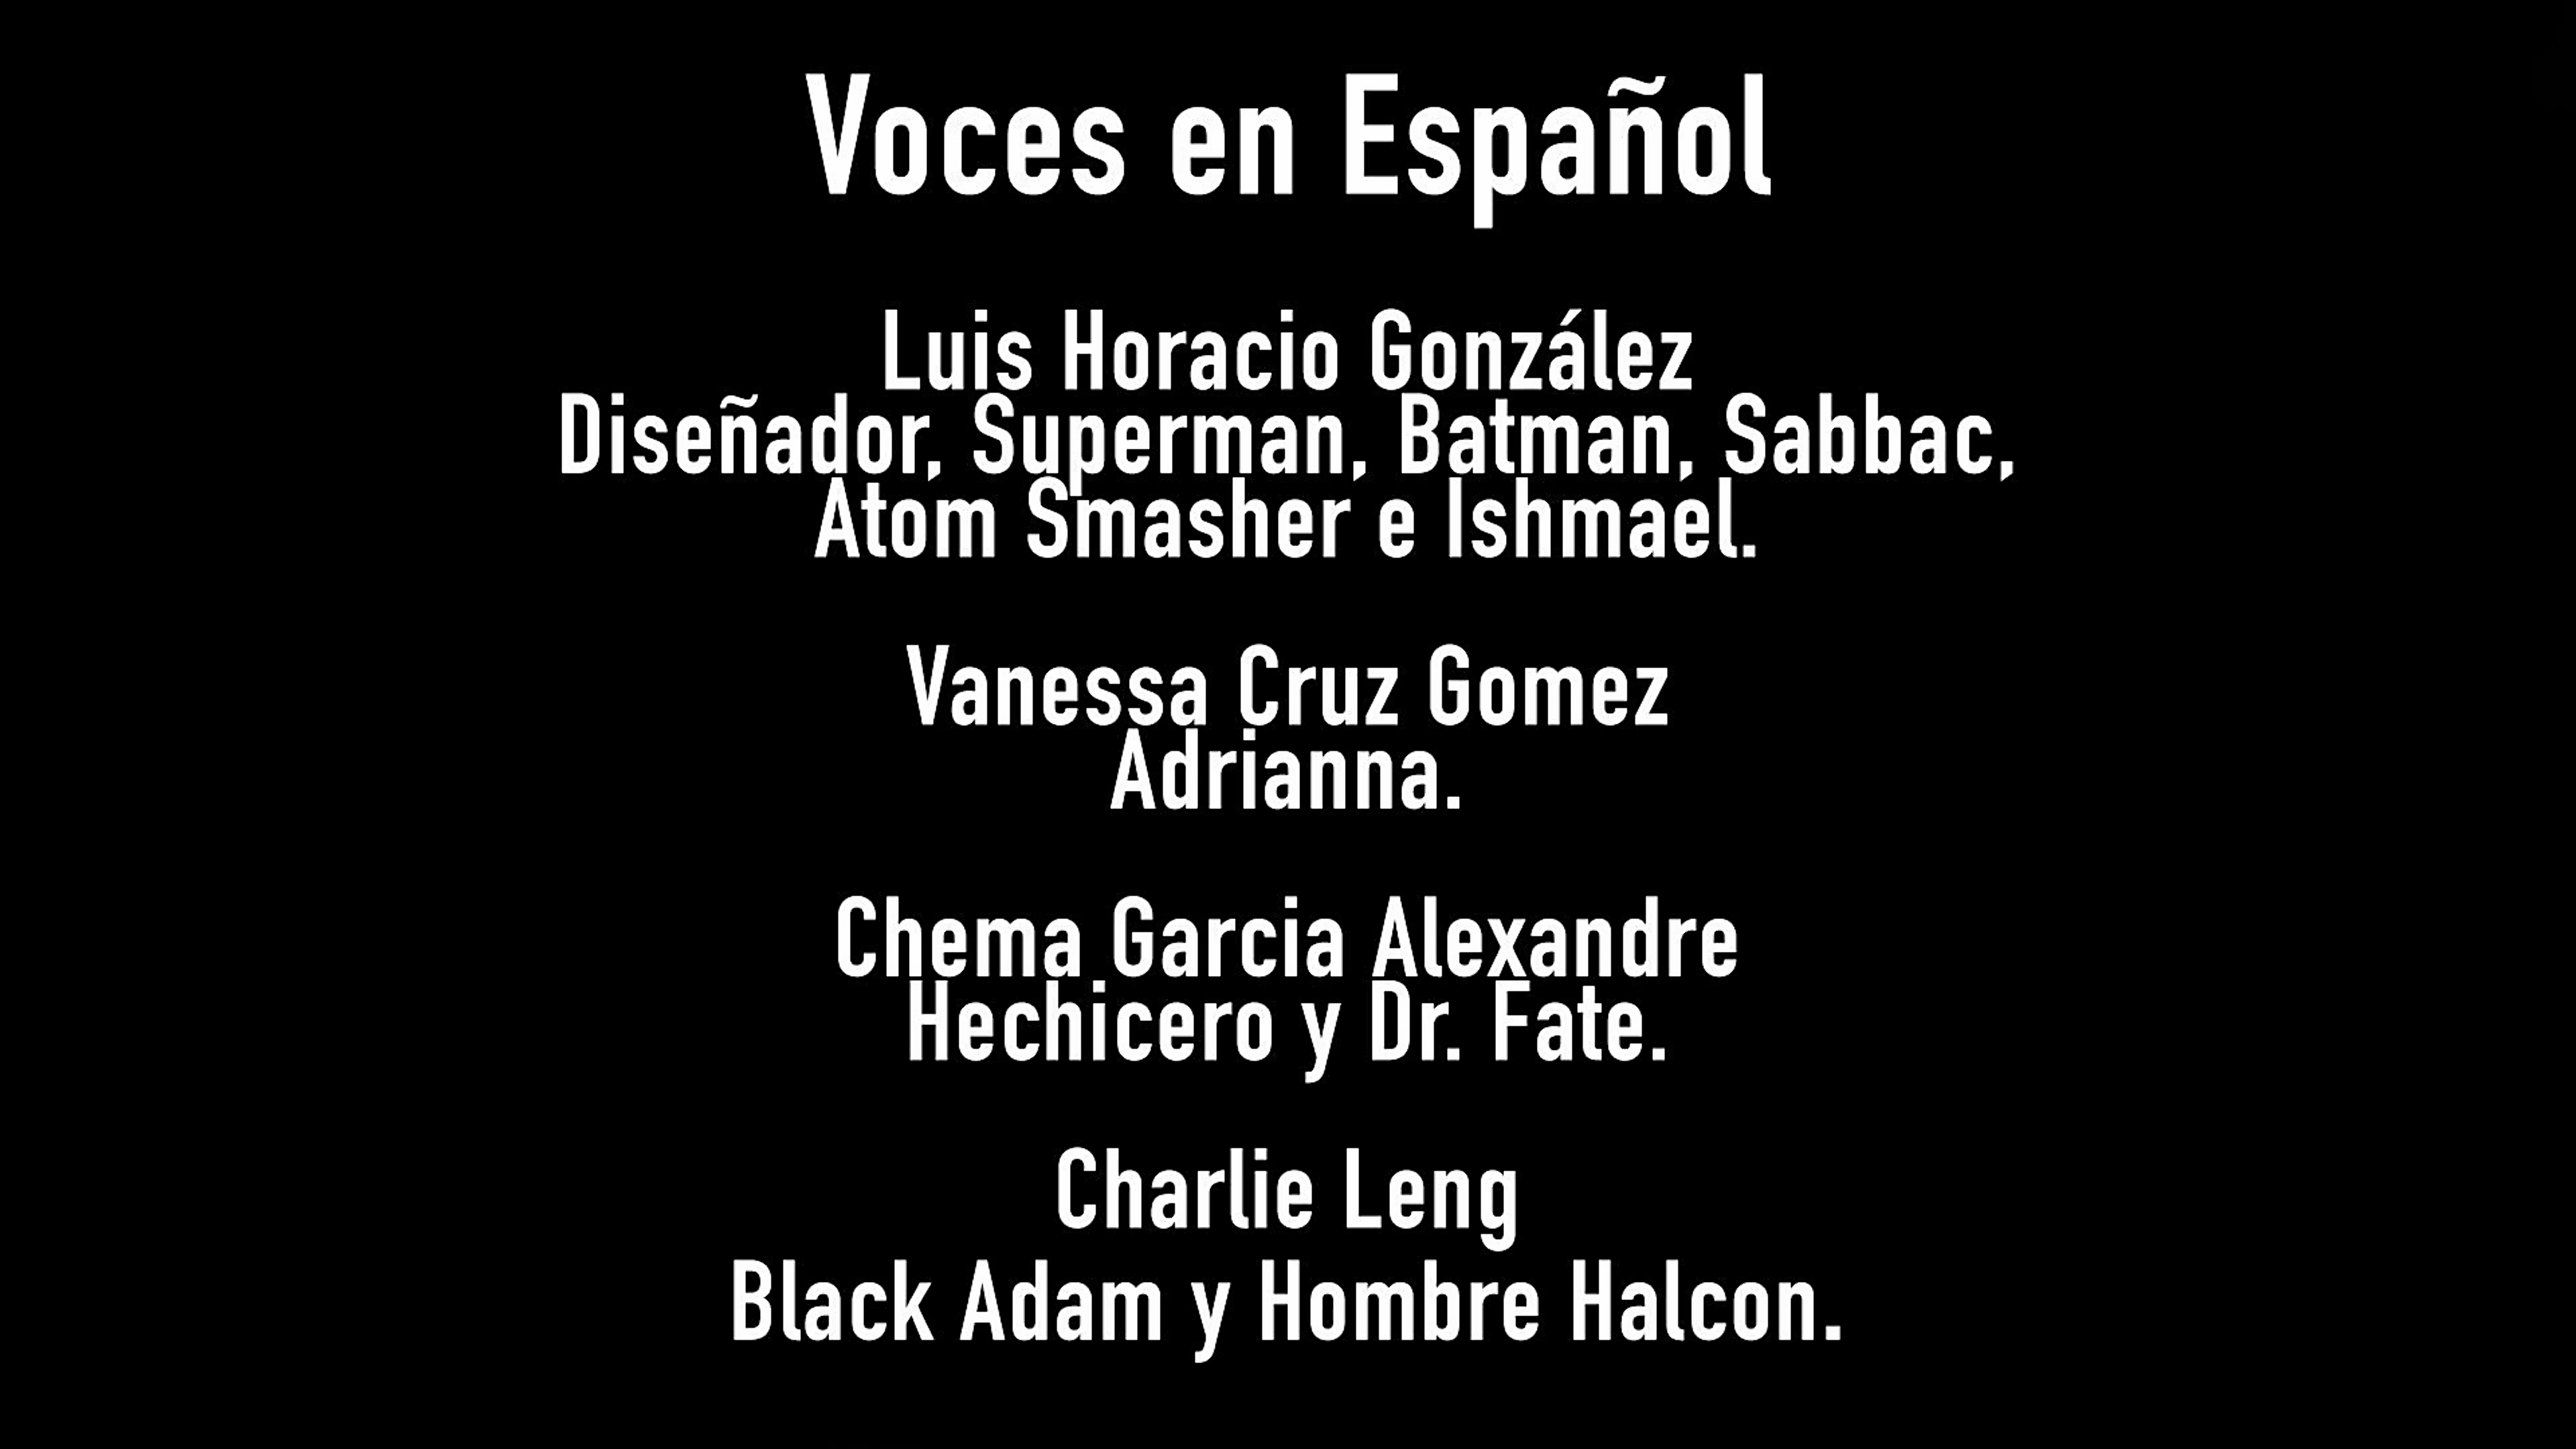 Voces en Español
Luis Horacio González
Diseñador, Superman, Batman, Sabbac,
Atom Smasher e Ishmael.
Vanessa Cruz Gomez
Adrianna.
Chema Garcia Alexandre
Hechicero y Dr. Fate.
Charlie Leng
Black Adam y Hombre Halcon.